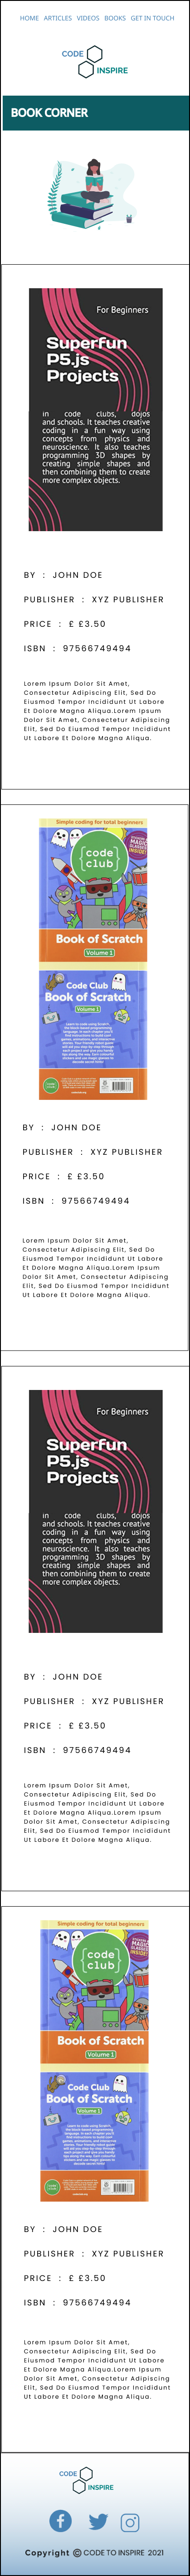 HOME ARTICLES VIDEOS BOOKS GET IN TOUCH
CODE
INSPIRE
BOOK CORNER
For Beginners
Superfun
P5.js
Projects
in code clubs, dojos
and schools. It teaches creative
coding in a fun way using
concepts from physics and
neuroscience. It also teaches
programming 3D shapes by
creating simple shapes and
then combining them to create
more complex objects.
BY : JOHN DOE
PUBLISHER : XYZ PUBLISHER
PRICE : £ £3.50
ISBN : 97566749494
Lorem Ipsum Dolor Sit Amet,
Consectetur Adipiscing Elit, Sed Do
Eiusmod Tempor Incididunt Ut Labore
Et Dolore Magna Aliqua.Lorem Ipsum
Dolor Sit Amet, Consectetur Adipiscing
Elit, Sed Do Eiusmod Tempor Incididunt
Ut Labore Et Dolore Magna Aliqua.
Simple coding for total beginners
MAGIC
GLASSES
INSIDE!
{code}
club
Book of Scratch
Volume 1
Code Club
Book of Scratch
Volume 1
BY : JOHN DOE
PUBLISHER : XYZ PUBLISHER
PRICE : £ £3.50
ISBN : 97566749494
Lorem Ipsum Dolor Sit Amet,
Consectetur Adipiscing Elit, Sed Do
Eiusmod Tempor Incididunt Ut Labore
Et Dolore Magna Aliqua.Lorem Ipsum
Dolor Sit Amet, Consectetur Adipiscing
Elit, Sed Do Eiusmod Tempor Incididunt
Ut Labore Et Dolore Magna Aliqua.
For Beginners
Superfun
P5.js
Projects
in code clubs, dojos
and schools. It teaches creative
coding in a fun way using
concepts from physics and
neuroscience. It also teaches
programming 3D shapes by
creating simple shapes and
then combining them to create
more complex objects.
BY : JOHN DOE
PUBLISHER : XYZ PUBLISHER
PRICE : £ £3.50
ISBN : 97566749494
Lorem Ipsum Dolor Sit Amet,
Consectetur Adipiscing Elit, Sed Do
Eiusmod Tempor Incididunt Ut Labore
Et Dolore Magna Aliqua.Lorem Ipsum
Dolor Sit Amet, Consectetur Adipiscing
Elit, Sed Do Eiusmod Tempor Incididunt
Ut Labore Et Dolore Magna Aliqua.
Simple coding for total beginners
MAGIC
GLASSES
INSIDE!
{code}
club
Book of Scratch
Volume 1
Code Club
Book of Scratch
Volume 1
BY : JOHN DOE
PUBLISHER : XYZ PUBLISHER
PRICE : £ £3.50
ISBN : 97566749494
Lorem Ipsum Dolor Sit Amet,
Consectetur Adipiscing Elit, Sed Do
Eiusmod Tempor Incididunt Ut Labore
Et Dolore Magna Aliqua.Lorem Ipsum
Dolor Sit Amet, Consectetur Adipiscing
Elit, Sed Do Eiusmod Tempor Incididunt
Ut Labore Et Dolore Magna Aliqua.
CODE
INSPIRE
Copyright © CODE TO INSPIRE 2021